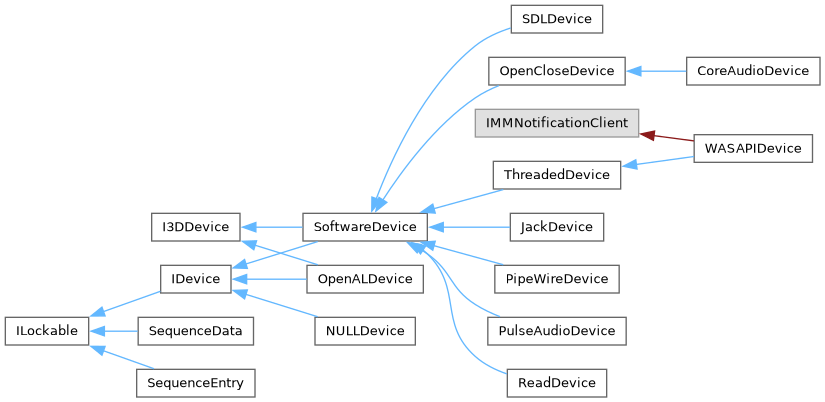 SDLDevice
OpenCloseDevice
CoreAudioDevice
IMMNotificationClient
WASAPIDevice
ThreadedDevice
I3DDevice
SoftwareDevice
JackDevice
IDevice
OpenALDevice
PipeWireDevice
ILockable
SequenceData
NULLDevice
PulseAudioDevice
SequenceEntry
ReadDevice